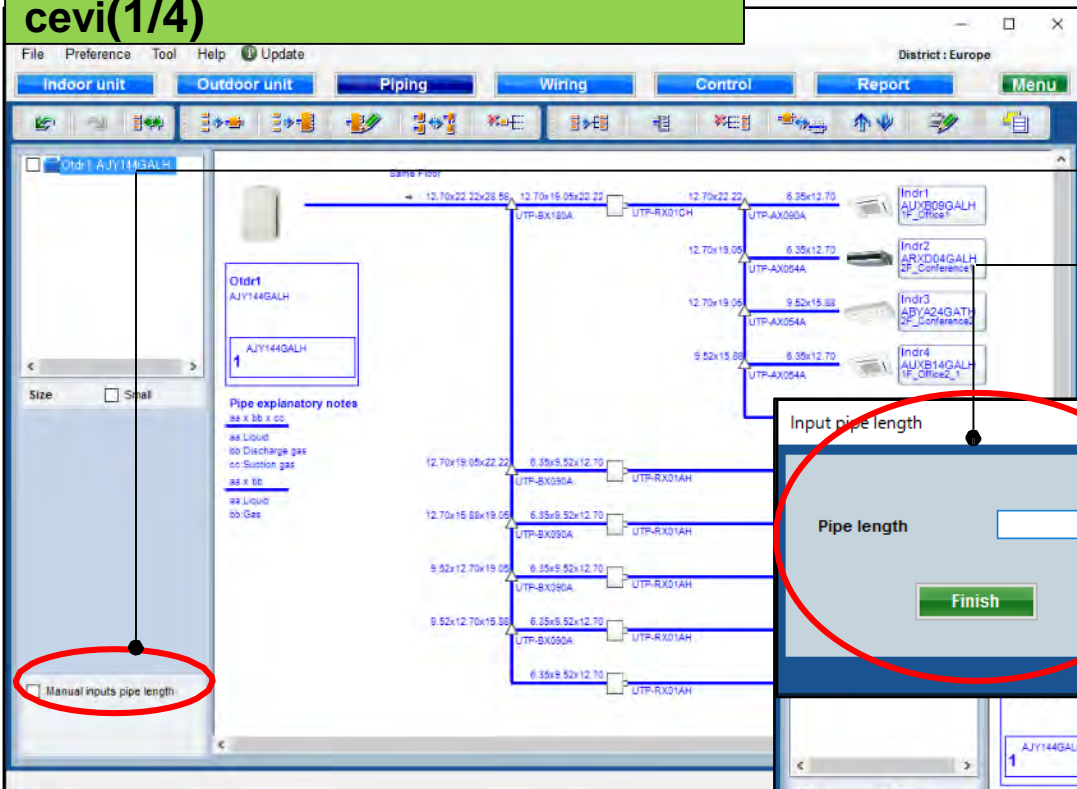 cevi(1/4)
File Preference Tool Help Update
District : Europe
Indoor unit Outdoor unit Piping Wiring Control Report Menu
Otdr1 AJY144GALH
Size Small
Manual inputs pipe length
Same Floor
12.70x22.22x28.58 12.70x19.05x22.22 12.70x22.22 6.35x12.70
UTP-BX180A UTP-RX01CH UTP-AX090A
Indr1
AUXB09GALH
1F_Office1
12.70x19.05 6.35x12.70
UTP-AX054A
Indr2
ARXD04GALH
2F_Conference1
12.70x19.05 9.52x15.88
UTP-AX054A
Indr3
ABYA24GATH
2F_Conference2
9.52x15.88 6.35x12.70
UTP-AX054A
Indr4
AUXB14GALH
1F_Office2_1
Otdr1
AJY144GALH
AJY144GALH
1
Pipe explanatory notes
aa x bb x cc
aa:Liquid
bb:Discharge gas
cc:Suction gas
aa x bb
aa:Liquid
bb:Gas
12.70x19.05x22.22 6.35x9.52x12.70
UTP-BX090A UTP-RX01AH
12.70x15.88x19.05 6.35x9.52x12.70
UTP-BX090A UTP-RX01AH
9.52x12.70x19.05 6.35x9.52x12.70
UTP-BX090A UTP-RX01AH
9.52x12.70x15.88 6.35x9.52x12.70
UTP-BX090A UTP-RX01AH
6.35x9.52x12.70
UTP-RX01AH
Input pipe length
Pipe length
Finish
AJY144GAL
1